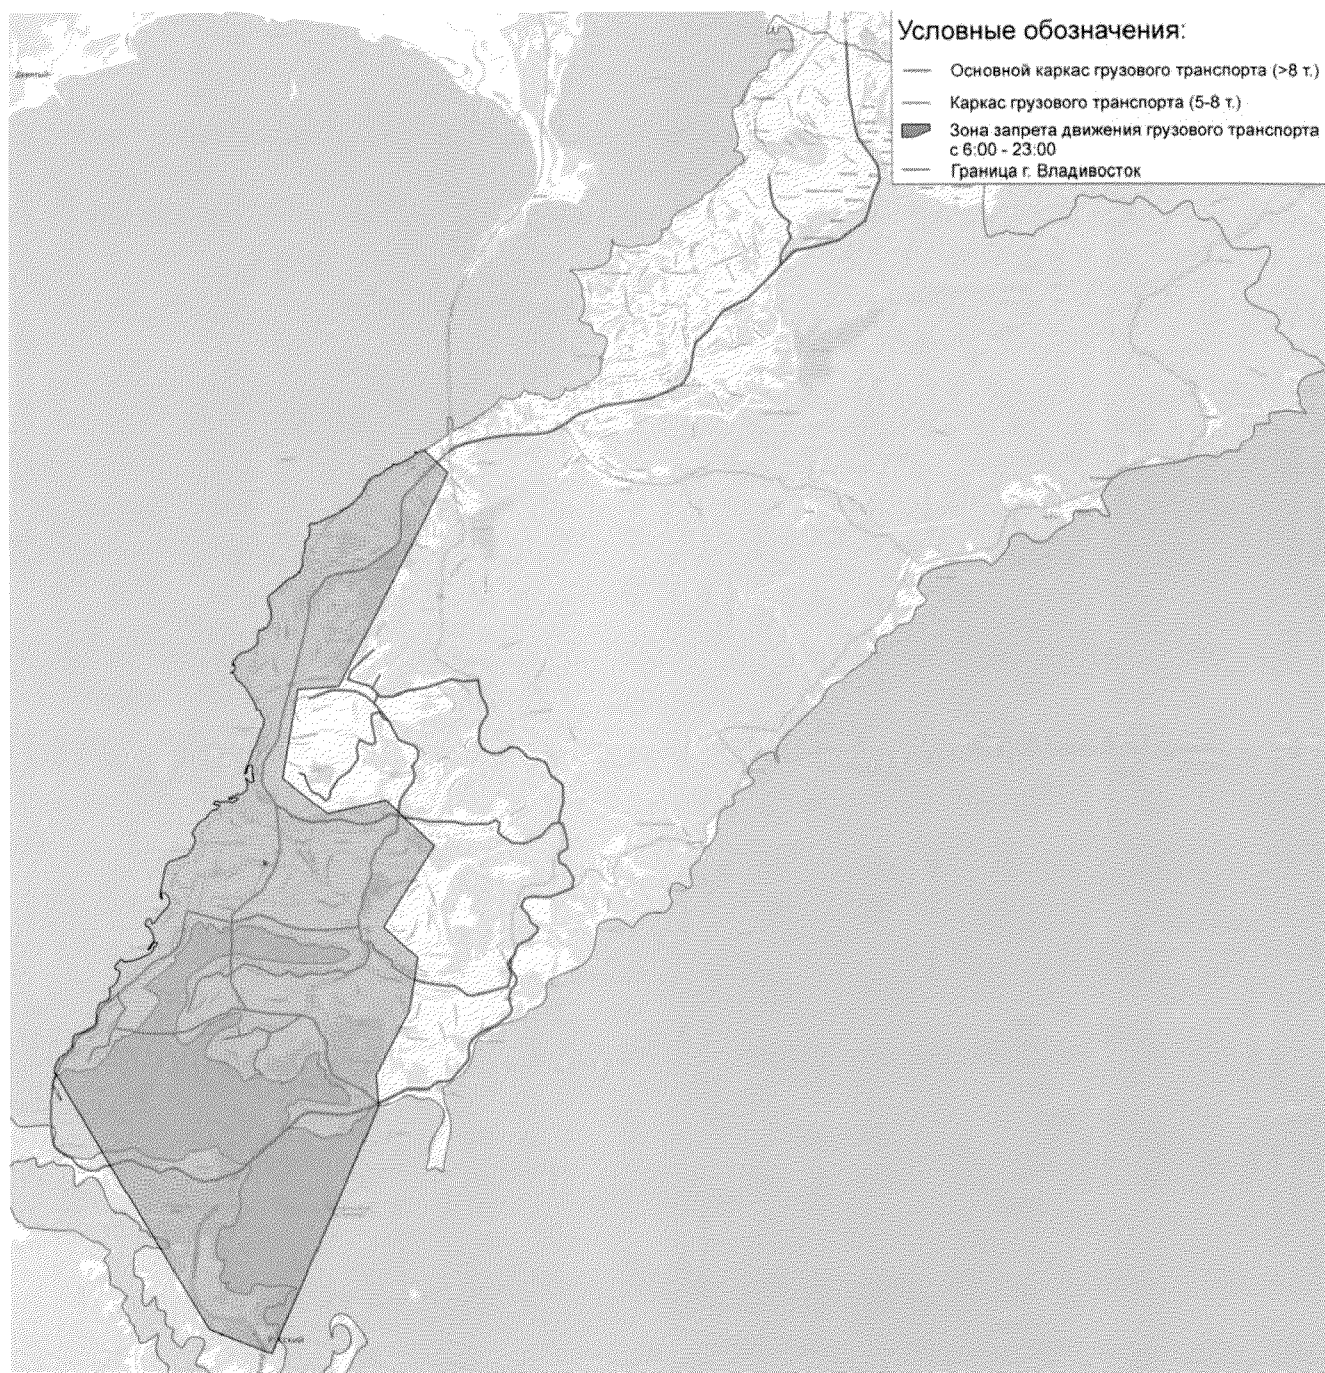 Условные обозначения:
Основной каркас грузового транспорта (>8 т.)
Каркас грузового транспорта (5-8 т.)
Зона запрета движения грузового транспорта
с 6:00 - 23:00
Граница г. Владивосток